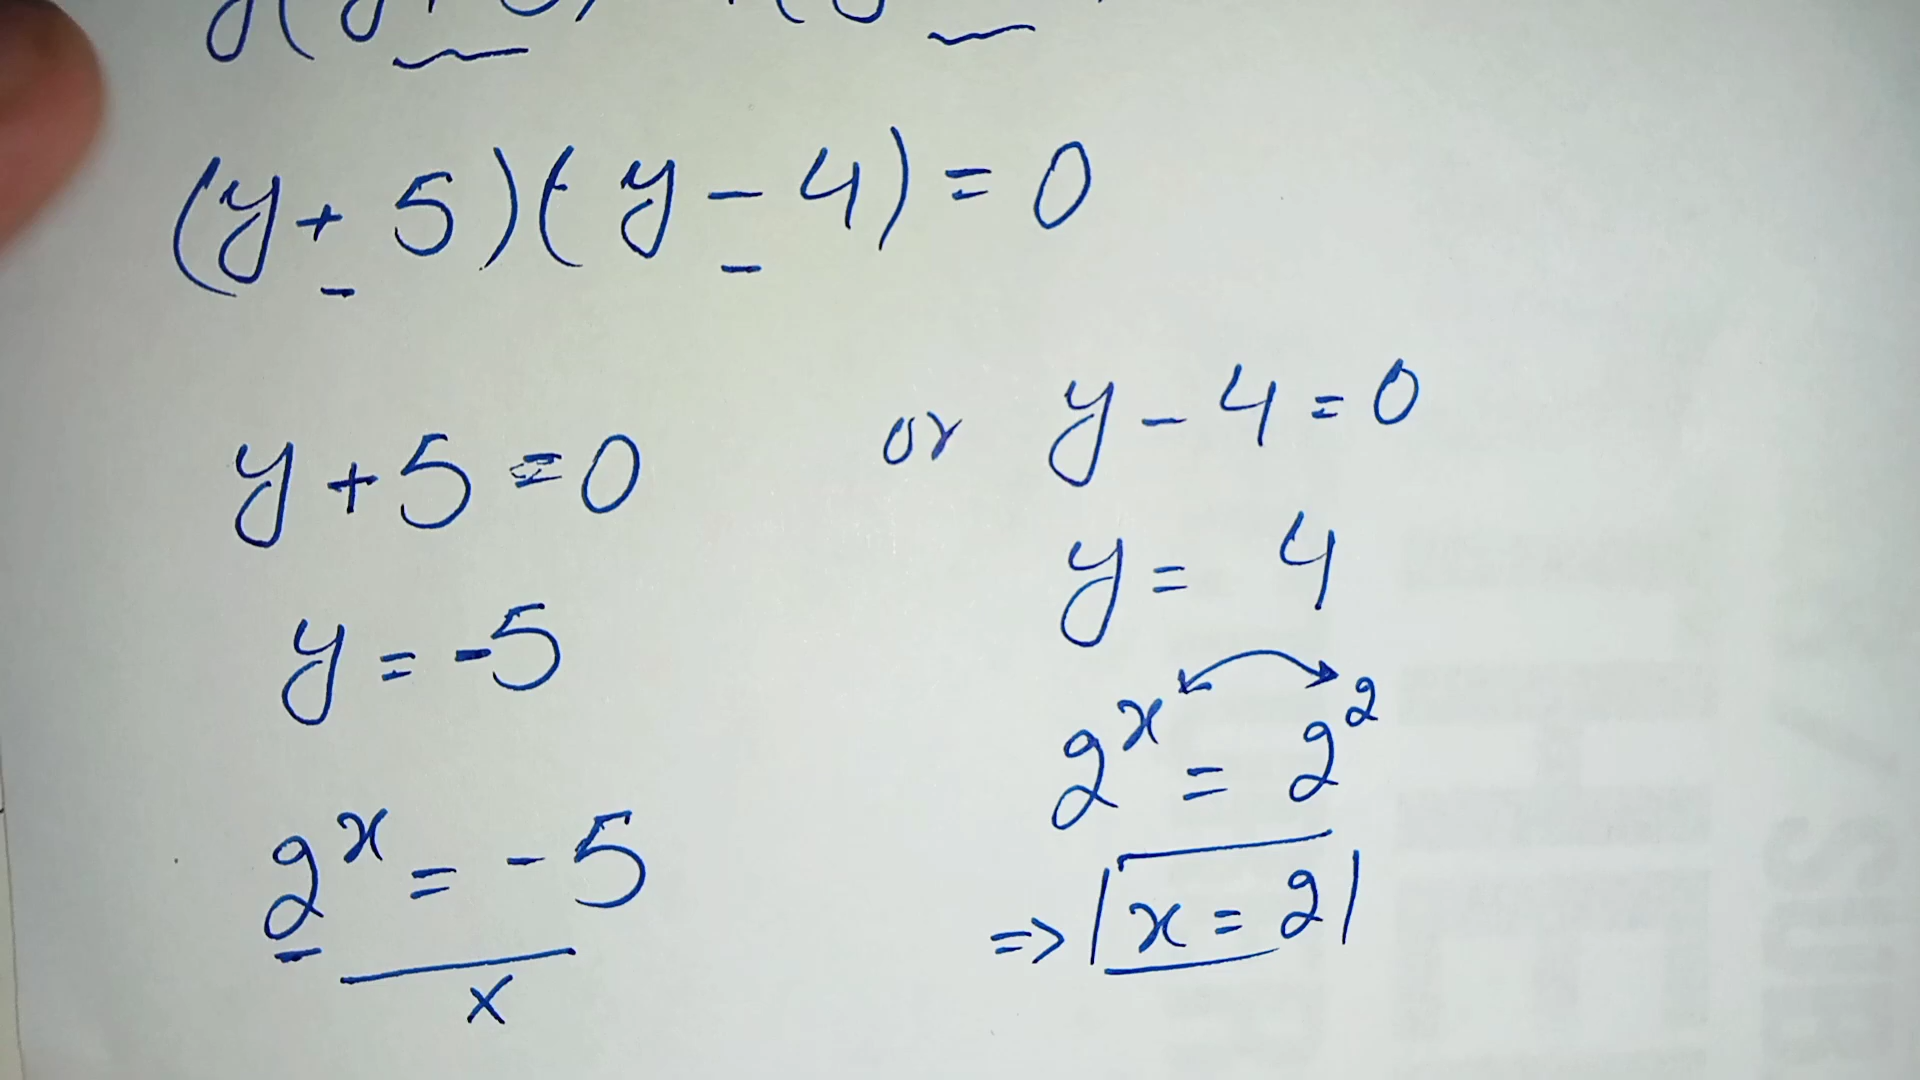 (y + 5)(y - 4) = 0
y + 5 = 0 or y - 4 = 0
y = -5 y = 4
2^x = -5 2^x = 2^2
x => x = 2